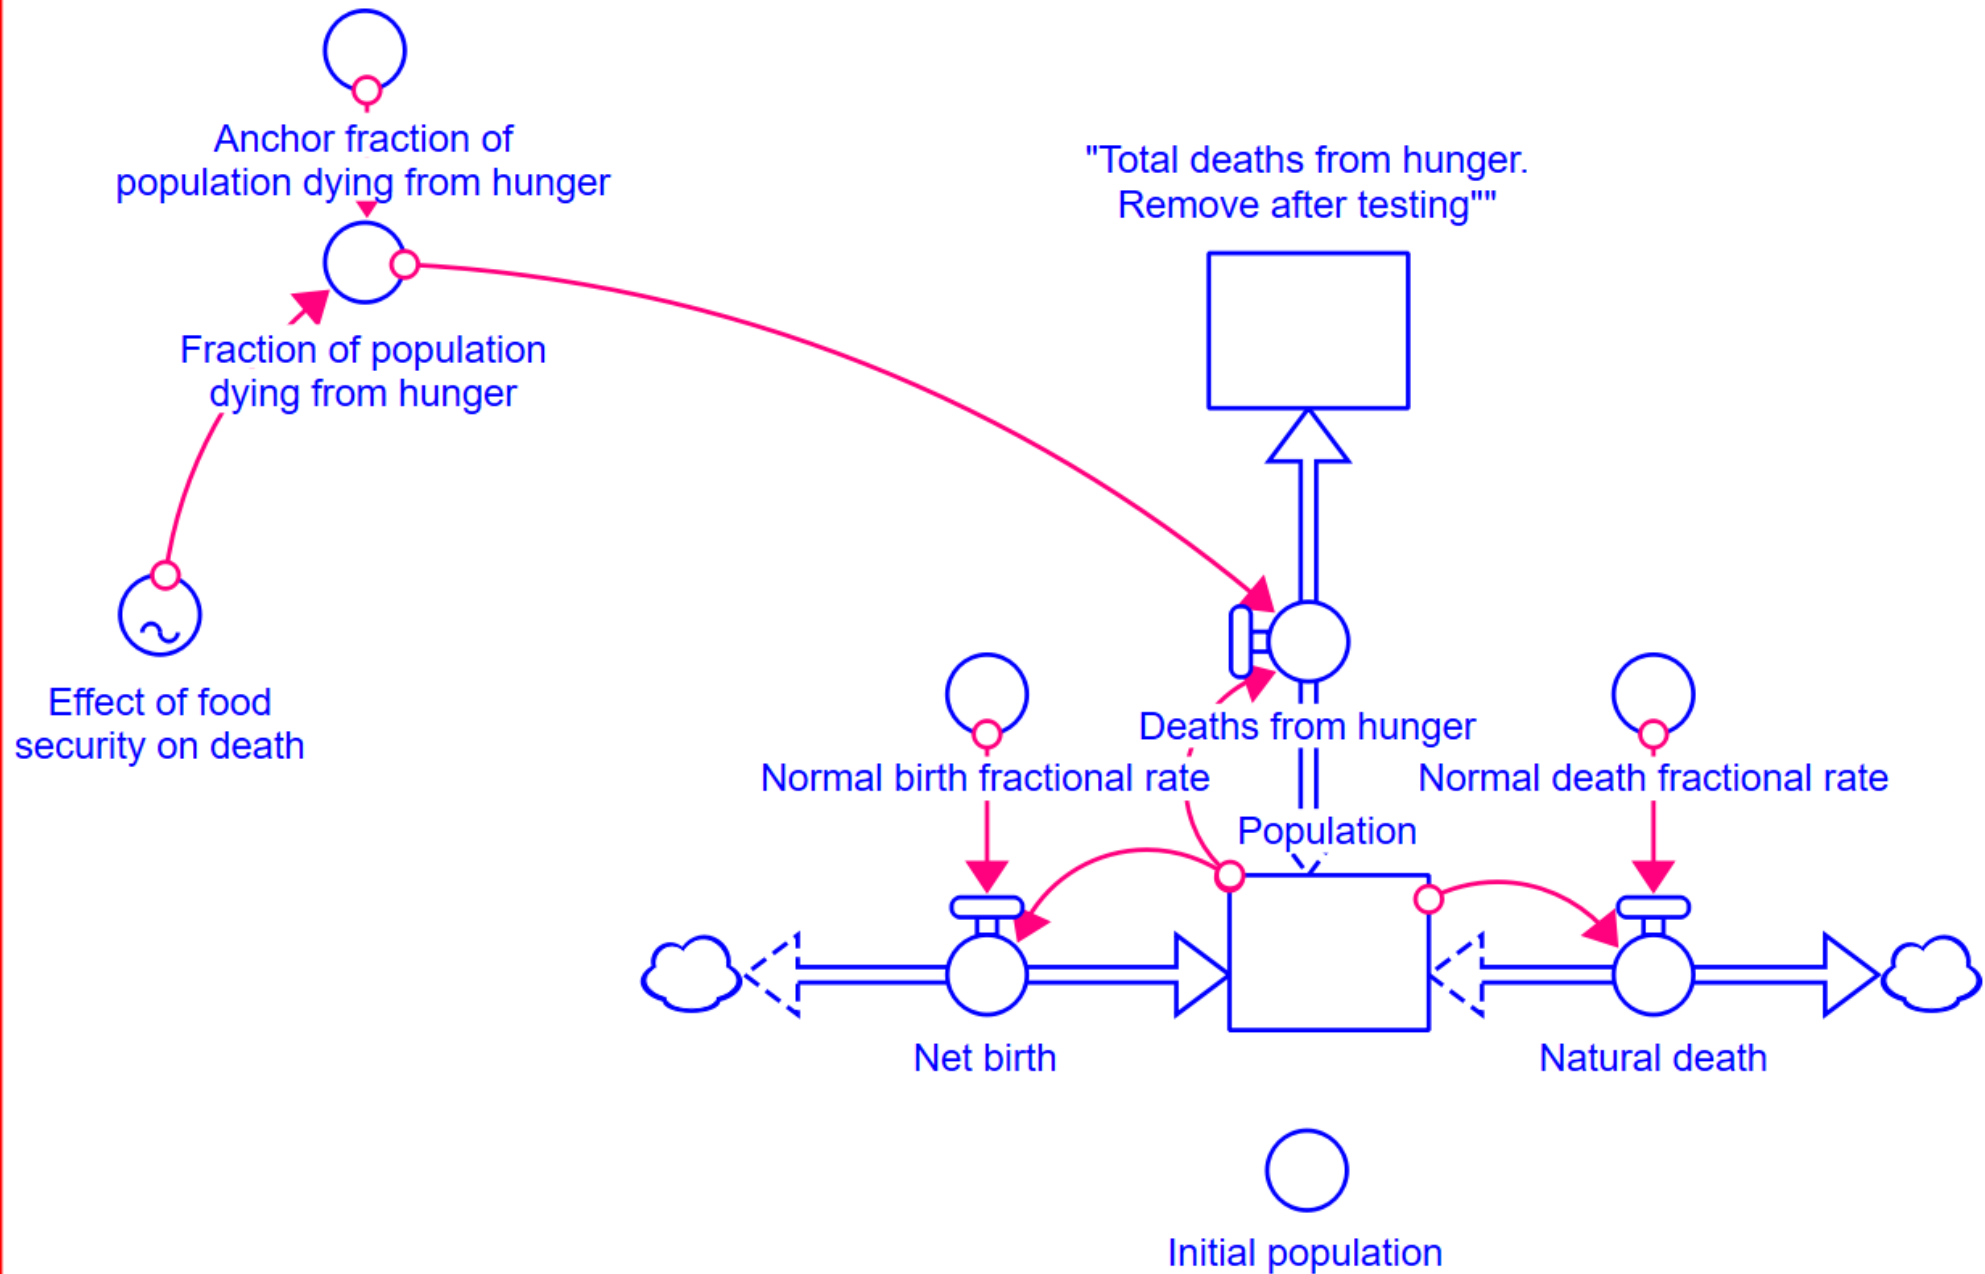 Anchor fraction of
population dying from hunger
"Total deaths from hunger.
Remove after testing""
Fraction of population
dying from hunger
Effect of food
security on death
Deaths from hunger
Normal birth fractional rate
Normal death fractional rate
Population
Net birth
Natural death
Initial population